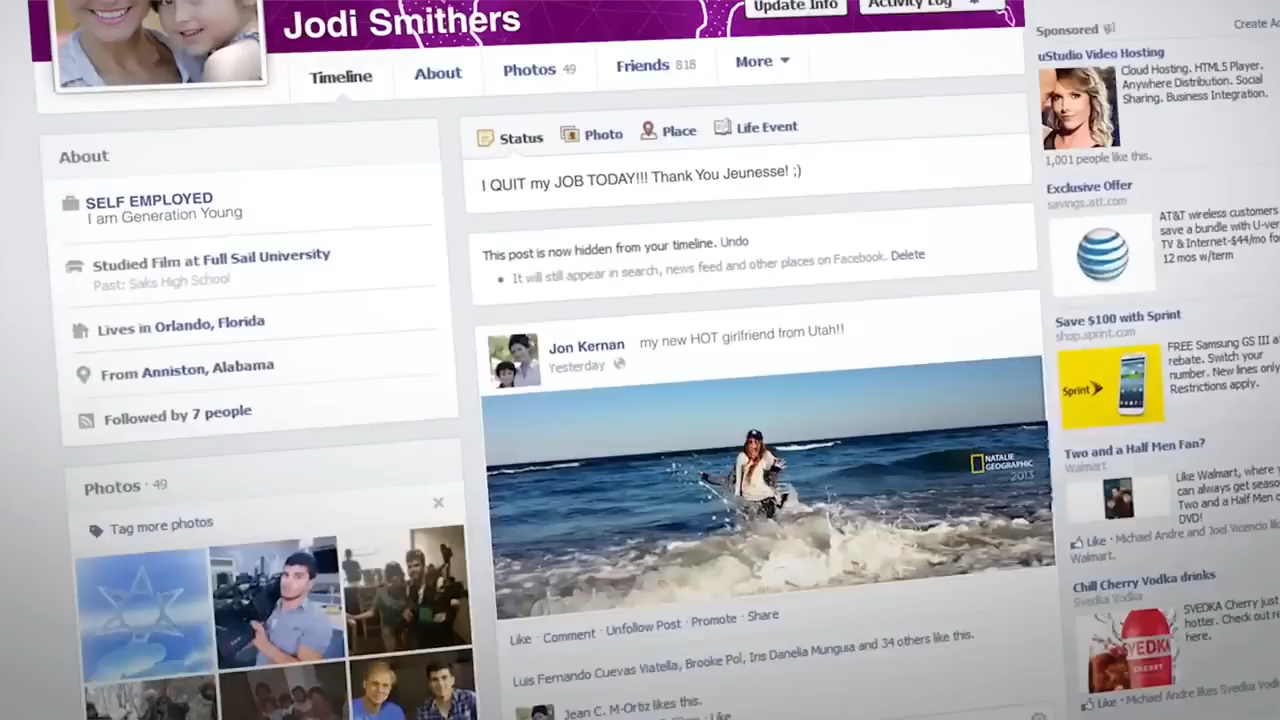 Jodi Smithers
Update Info
Activity Log
Timeline
About
Photos 49
Friends 818
More
About
SELF EMPLOYED
I am Generation Young
Studied Film at Full Sail University
Past: Saks High School
Lives in Orlando, Florida
From Anniston, Alabama
Followed by 7 people
Photos · 49
Tag more photos
Status
Photo
Place
Life Event
I QUIT my JOB TODAY!!! Thank You Jeunesse! ;)
This post is now hidden from your timeline. Undo
• It will still appear in search, news feed and other places on Facebook. Delete
Jon Kernan my new HOT girlfriend from Utah!!
Yesterday
NATALIE
GEOGRAPHIC
2013
Like · Comment · Unfollow Post · Promote · Share
Luis Fernando Cuevas Viatella, Brooke Pol, Iris Danelia Munguia and 34 others like this.
Jean C. M-Ortiz likes this.
Like
Sponsored
Create
uStudio Video Hosting
Cloud Hosting. HTML5 Player.
Anywhere Distribution. Social
Sharing. Business Integration.
1,001 people like this.
Exclusive Offer
savings.att.com
AT&T wireless customers
save a bundle with U-ver
TV & Internet-$44/mo fo
12 mos w/term
Save $100 with Sprint
shop.sprint.com
Sprint
FREE Samsung GS III a
rebate. Switch your
number. New lines only
Restrictions apply.
Two and a Half Men Fan?
Walmart
Like Walmart, where
can always get seaso
Two and a Half Men o
DVD!
Like · Michael Andre and Joel Vicencio
Walmart.
Chill Cherry Vodka drinks
Svedka Vodka
SVEDKA
CHERRY
SVEDKA Cherry just
hotter. Check out re
here.
Like · Michael Andre likes Svedka Vod